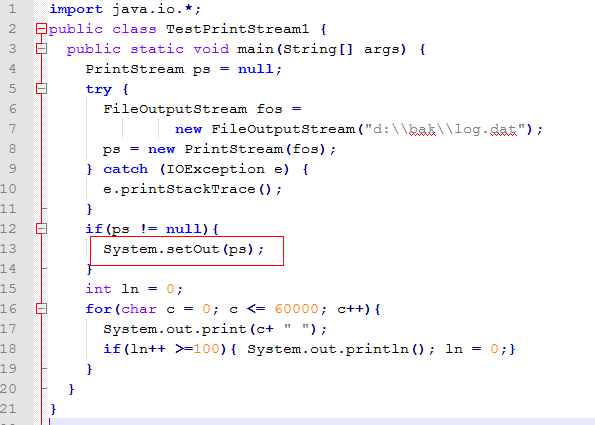 1 import java.io.*;
2 public class TestPrintStream1 {
3 public static void main(String[] args) {
4 PrintStream ps = null;
5 try {
6 FileOutputStream fos =
7 new FileOutputStream("d:\\bak\\log.dat");
8 ps = new PrintStream(fos);
9 } catch (IOException e) {
10 e.printStackTrace();
11 }
12 if(ps != null){
13 System.setOut(ps);
14 }
15 int ln = 0;
16 for(char c = 0; c <= 60000; c++){
17 System.out.print(c+ " ");
18 if(ln++ >=100){ System.out.println(); ln = 0;}
19 }
20 }
21 }